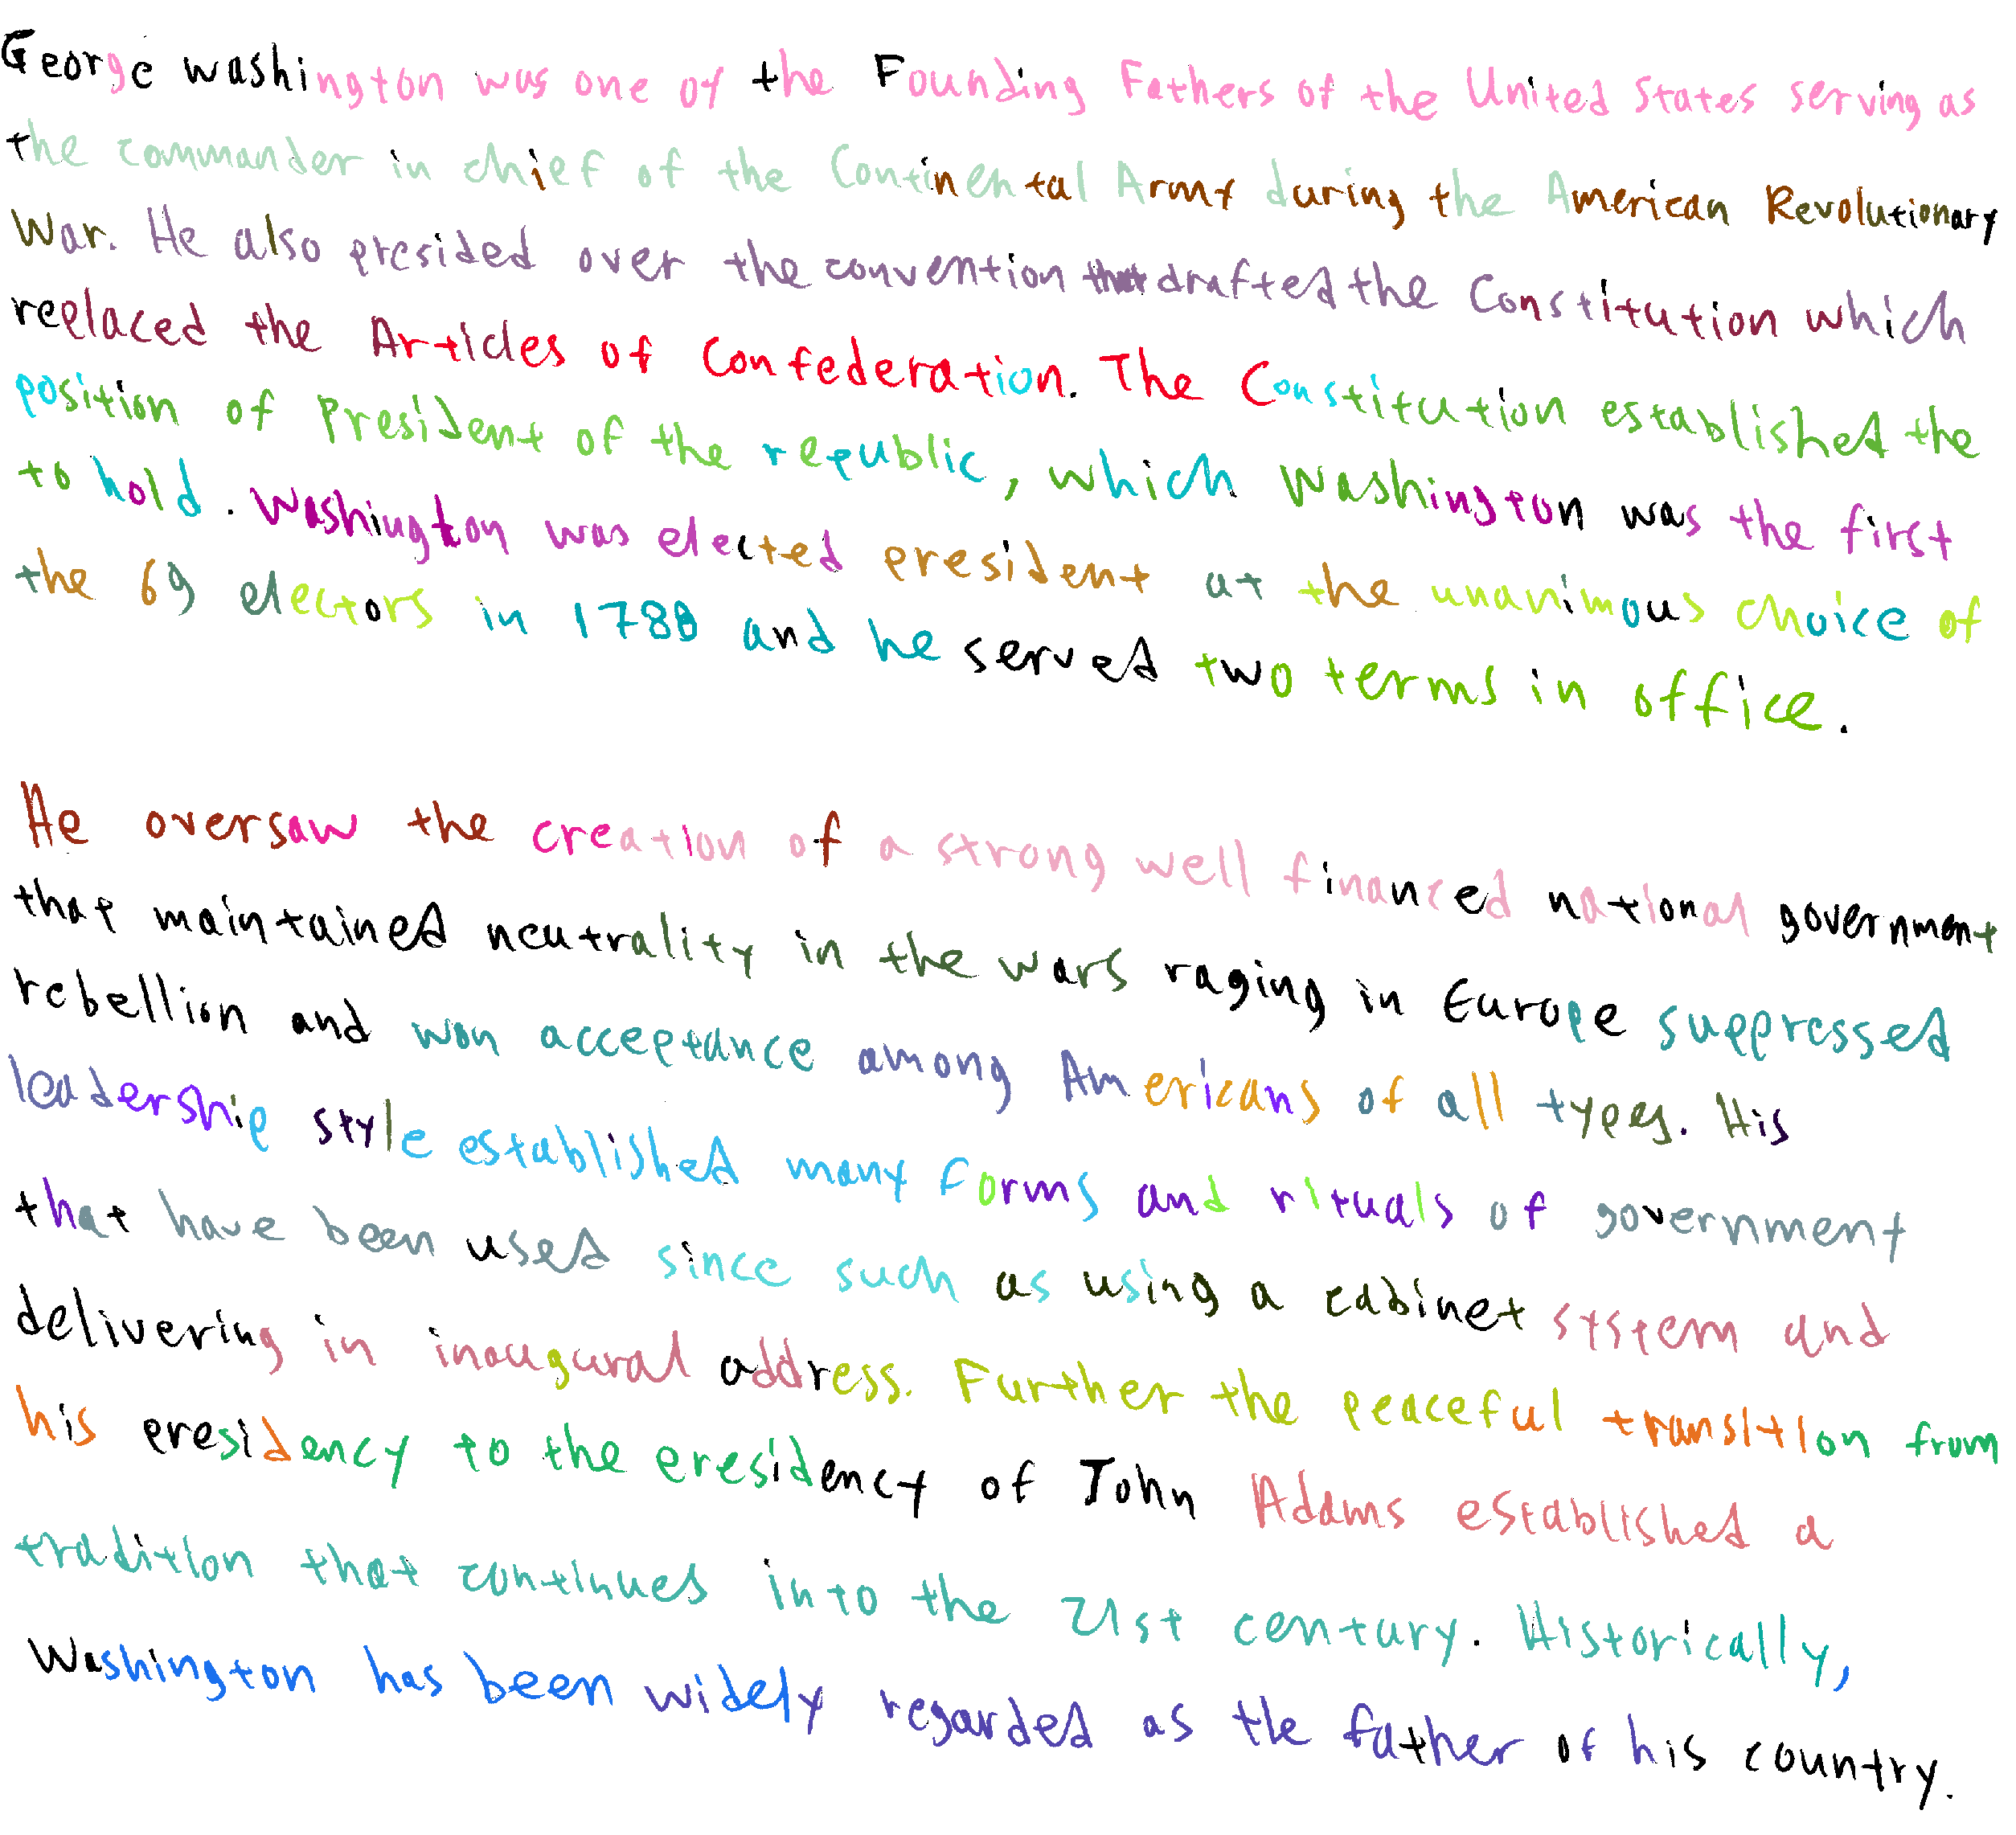 George washington was one of the Founding Fathers of the United States serving as
the commander in chief of the Continental Army during the American Revolutionary
War. He also presided over the convention that drafted the Constitution which
replaced the Articles of Confederation. The Constitution established the
position of President of the republic, which Washington was the first
to hold. Washington was elected president at the unanimous choice of
the 69 electors in 1788 and he served two terms in office.
He oversaw the creation of a strong well financed national government
that maintained neutrality in the wars raging in Europe suppressed
rebellion and won acceptance among Americans of all types. His
leadership style established many forms and rituals of government
that have been used since such as using a cabinet system and
delivering in inaugural address. Further the peaceful transition from
his presidency to the presidency of John Adams established a
tradition that continues into the 21st century. Historically,
Washington has been widely regarded as the father of his country.